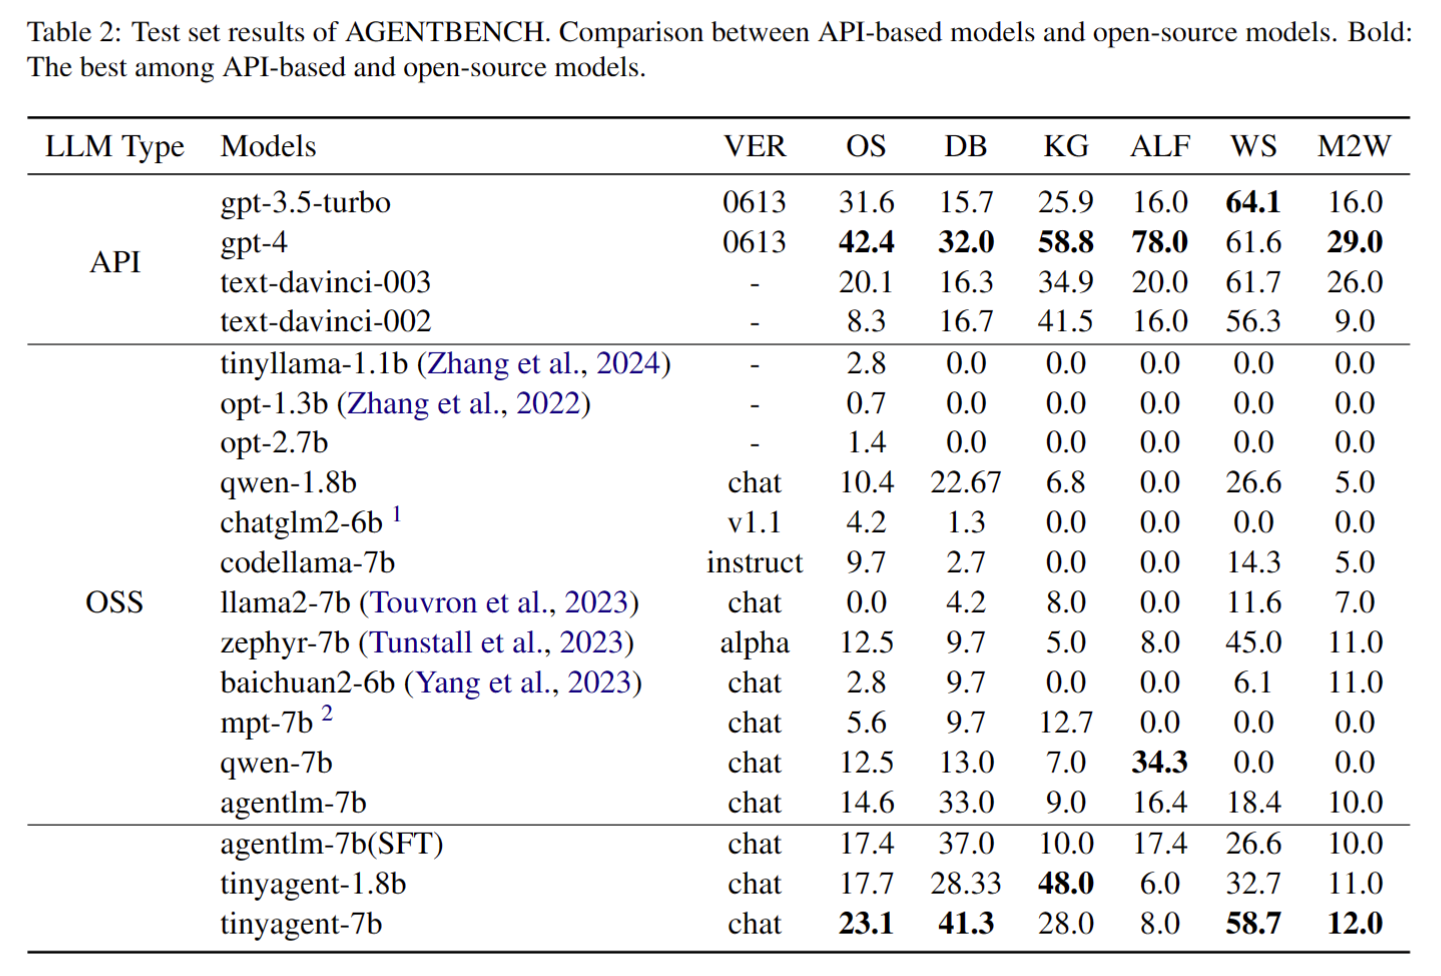 Table 2: Test set results of AGENTBENCH. Comparison between API-based models and open-source models. Bold:
The best among API-based and open-source models.
LLM Type Models VER OS DB KG ALF WS M2W
gpt-3.5-turbo 0613 31.6 15.7 25.9 16.0 64.1 16.0
gpt-4 0613 42.4 32.0 58.8 78.0 61.6 29.0
API
text-davinci-003 - 20.1 16.3 34.9 20.0 61.7 26.0
text-davinci-002 - 8.3 16.7 41.5 16.0 56.3 9.0
tinyllama-1.1b (Zhang et al., 2024) - 2.8 0.0 0.0 0.0 0.0 0.0
opt-1.3b (Zhang et al., 2022) - 0.7 0.0 0.0 0.0 0.0 0.0
opt-2.7b - 1.4 0.0 0.0 0.0 0.0 0.0
qwen-1.8b chat 10.4 22.67 6.8 0.0 26.6 5.0
chatglm2-6b 1 v1.1 4.2 1.3 0.0 0.0 0.0 0.0
codellama-7b instruct 9.7 2.7 0.0 0.0 14.3 5.0
OSS llama2-7b (Touvron et al., 2023) chat 0.0 4.2 8.0 0.0 11.6 7.0
zephyr-7b (Tunstall et al., 2023) alpha 12.5 9.7 5.0 8.0 45.0 11.0
baichuan2-6b (Yang et al., 2023) chat 2.8 9.7 0.0 0.0 6.1 11.0
mpt-7b 2 chat 5.6 9.7 12.7 0.0 0.0 0.0
qwen-7b chat 12.5 13.0 7.0 34.3 0.0 0.0
agentlm-7b chat 14.6 33.0 9.0 16.4 18.4 10.0
agentlm-7b(SFT) chat 17.4 37.0 10.0 17.4 26.6 10.0
tinyagent-1.8b chat 17.7 28.33 48.0 6.0 32.7 11.0
tinyagent-7b chat 23.1 41.3 28.0 8.0 58.7 12.0